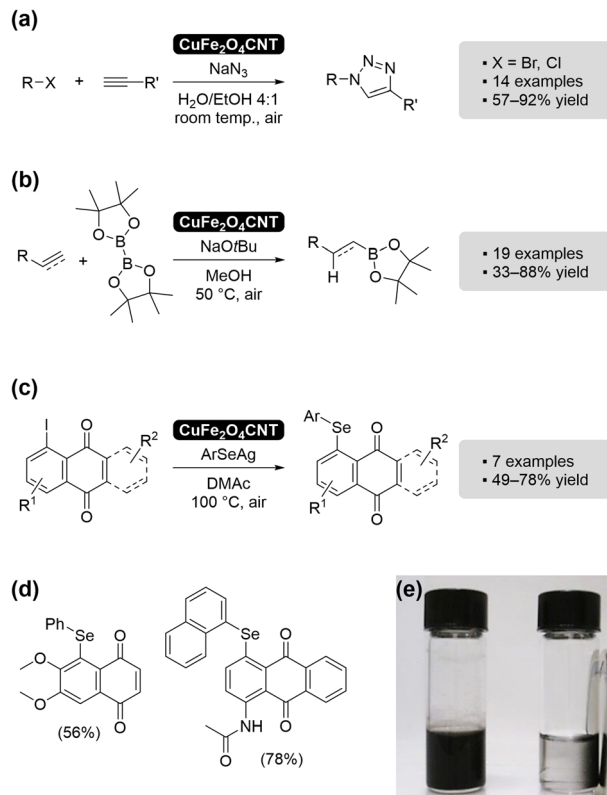 (a)
R–X + R'
CuFe₂O₄CNT
NaN₃
H₂O/EtOH 4:1
room temp., air
N N N R R'
▪ X = Br, Cl
▪ 14 examples
▪ 57–92% yield
(b)
R + O O B B O O
CuFe₂O₄CNT
NaOtBu
MeOH
50 °C, air
R H B O O
▪ 19 examples
▪ 33–88% yield
(c)
I O R² R¹ O
CuFe₂O₄CNT
ArSeAg
DMAc
100 °C, air
Ar Se O R² R¹ O
▪ 7 examples
▪ 49–78% yield
(d)
Ph Se O O O O
(56%)
Se O O NH O
(78%)
(e)